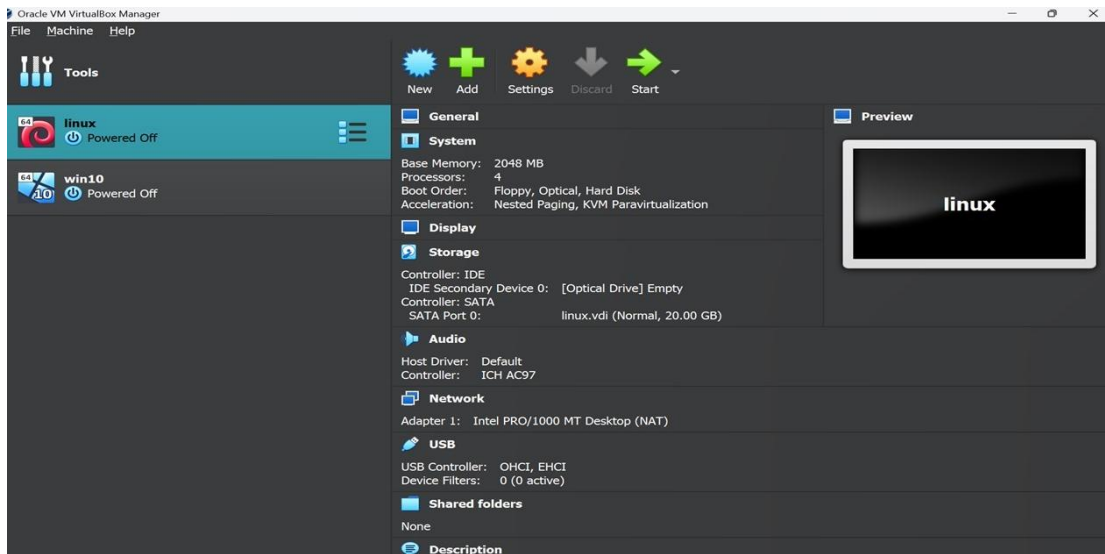 Oracle VM VirtualBox Manager
File Machine Help
Tools
New Add Settings Discard Start
64
linux
Powered Off
64
10
win10
Powered Off
General
System
Base Memory: 2048 MB
Processors: 4
Boot Order: Floppy, Optical, Hard Disk
Acceleration: Nested Paging, KVM Paravirtualization
Display
Storage
Controller: IDE
IDE Secondary Device 0: [Optical Drive] Empty
Controller: SATA
SATA Port 0: linux.vdi (Normal, 20.00 GB)
Audio
Host Driver: Default
Controller: ICH AC97
Network
Adapter 1: Intel PRO/1000 MT Desktop (NAT)
USB
USB Controller: OHCI, EHCI
Device Filters: 0 (0 active)
Shared folders
None
Description
Preview
linux